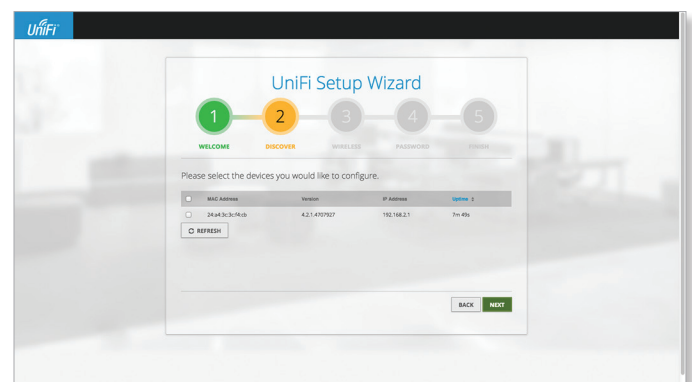 UniFi
UniFi Setup Wizard
1 2 3 4 5
WELCOME DISCOVER WIRELESS PASSWORD FINISH
Please select the devices you would like to configure.
MAC Address Version IP Address Uptime
24:a4:3c:3c:f4:cb 4.2.1.4707927 192.168.2.1 7m 49s
REFRESH
BACK NEXT